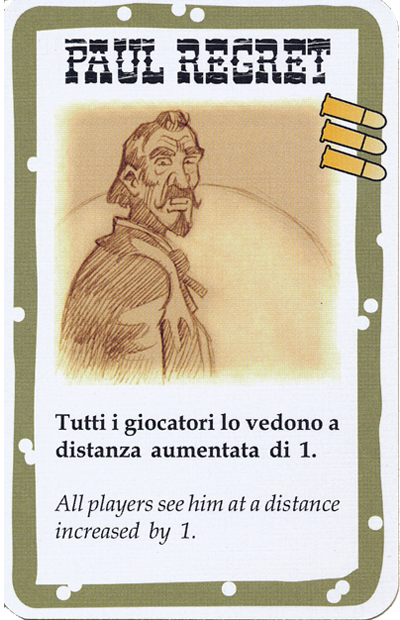 PAUL REGRET
Tutti i giocatori lo vedono a
distanza aumentata di 1.
All players see him at a distance
increased by 1.